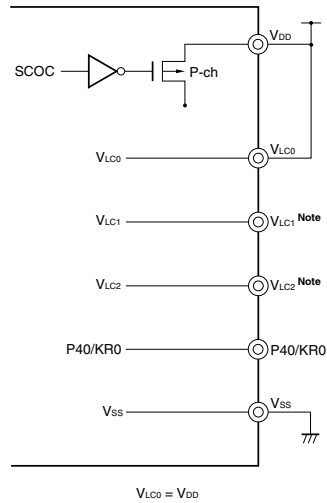 VDD
SCOC
P-ch
VLC0 VLC0
VLC1 VLC1 Note
VLC2 VLC2 Note
P40/KR0 P40/KR0
VSS VSS
VLC0 = VDD